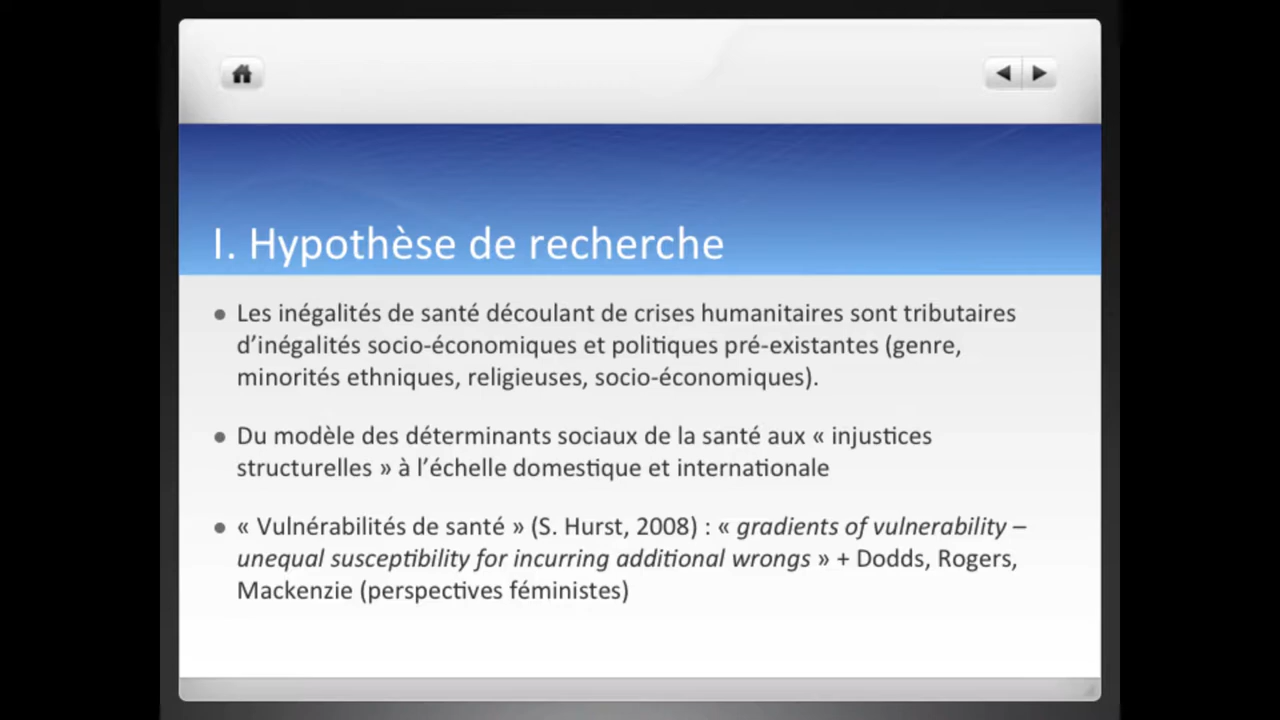 I. Hypothèse de recherche
● Les inégalités de santé découlant de crises humanitaires sont tributaires
d’inégalités socio-économiques et politiques pré-existantes (genre,
minorités ethniques, religieuses, socio-économiques).
● Du modèle des déterminants sociaux de la santé aux « injustices
structurelles » à l’échelle domestique et internationale
● « Vulnérabilités de santé » (S. Hurst, 2008) : « gradients of vulnerability –
unequal susceptibility for incurring additional wrongs » + Dodds, Rogers,
Mackenzie (perspectives féministes)